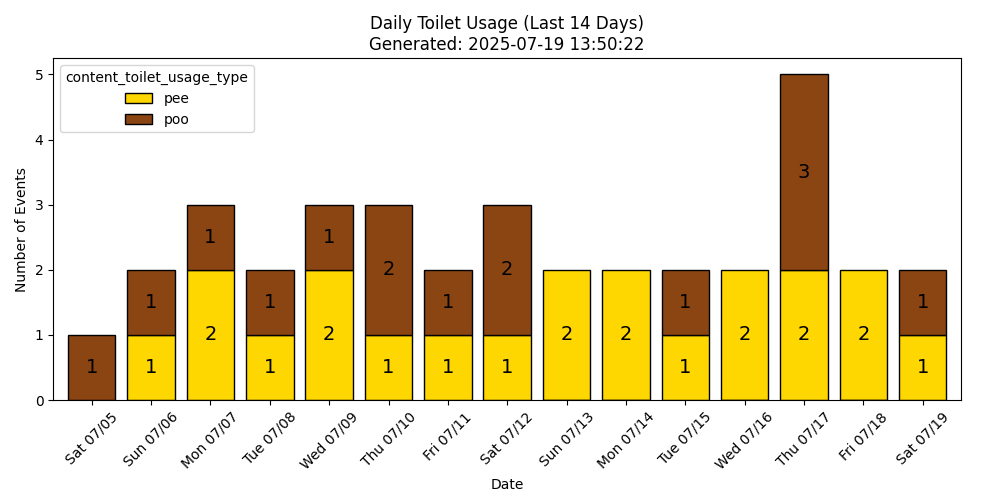 Daily Toilet Usage (Last 14 Days)
Generated: 2025-07-19 13:50:22
content_toilet_usage_type
pee
poo
Number of Events
5
4
3
2
1
0
1
1
1
1
2
1
1
1
2
2
1
1
1
2
1
2
2
1
1
2
3
2
2
1
1
Sat 07/05
Sun 07/06
Mon 07/07
Tue 07/08
Wed 07/09
Thu 07/10
Fri 07/11
Sat 07/12
Sun 07/13
Mon 07/14
Tue 07/15
Wed 07/16
Thu 07/17
Fri 07/18
Sat 07/19
Date